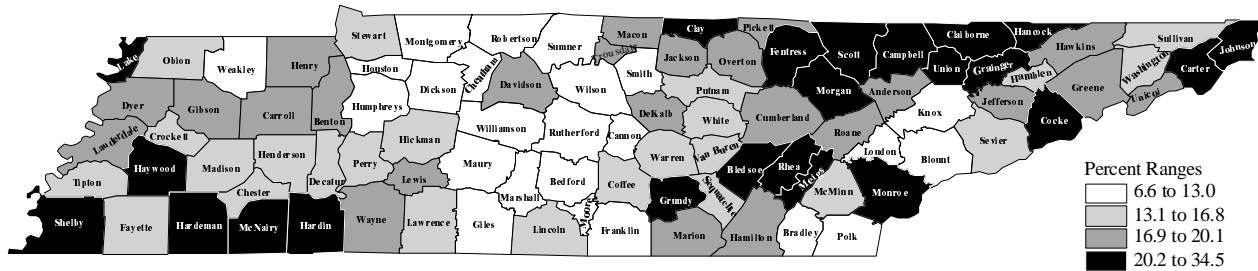 Lake
Obion
Weakley
Henry
Stewart
Montgomery
Robertson
Sumner
Macon
Clay
Pickett
Fentress
Scott
Campbell
Claiborne
Hancock
Hawkins
Sullivan
Johnson
Houston
Cheatham
Trousdale
Jackson
Overton
Union
Grainger
Hamblen
Washington
Carter
Dyer
Gibson
Carroll
Benton
Humphreys
Dickson
Davidson
Wilson
Smith
Putnam
Morgan
Anderson
Knox
Jefferson
Greene
Unicoi
Lauderdale
Crockett
Haywood
Madison
Henderson
Decatur
Perry
Hickman
Williamson
Rutherford
Cannon
DeKalb
White
Cumberland
Roane
Loudon
Blount
Sevier
Cocke
Tipton
Chester
Lewis
Maury
Marshall
Bedford
Coffee
Warren
Van Buren
Bledsoe
Rhea
Meigs
McMinn
Monroe
Shelby
Fayette
Hardeman
McNairy
Hardin
Wayne
Lawrence
Giles
Lincoln
Moore
Franklin
Grundy
Sequatchie
Marion
Hamilton
Bradley
Polk
Percent Ranges
6.6 to 13.0
13.1 to 16.8
16.9 to 20.1
20.2 to 34.5